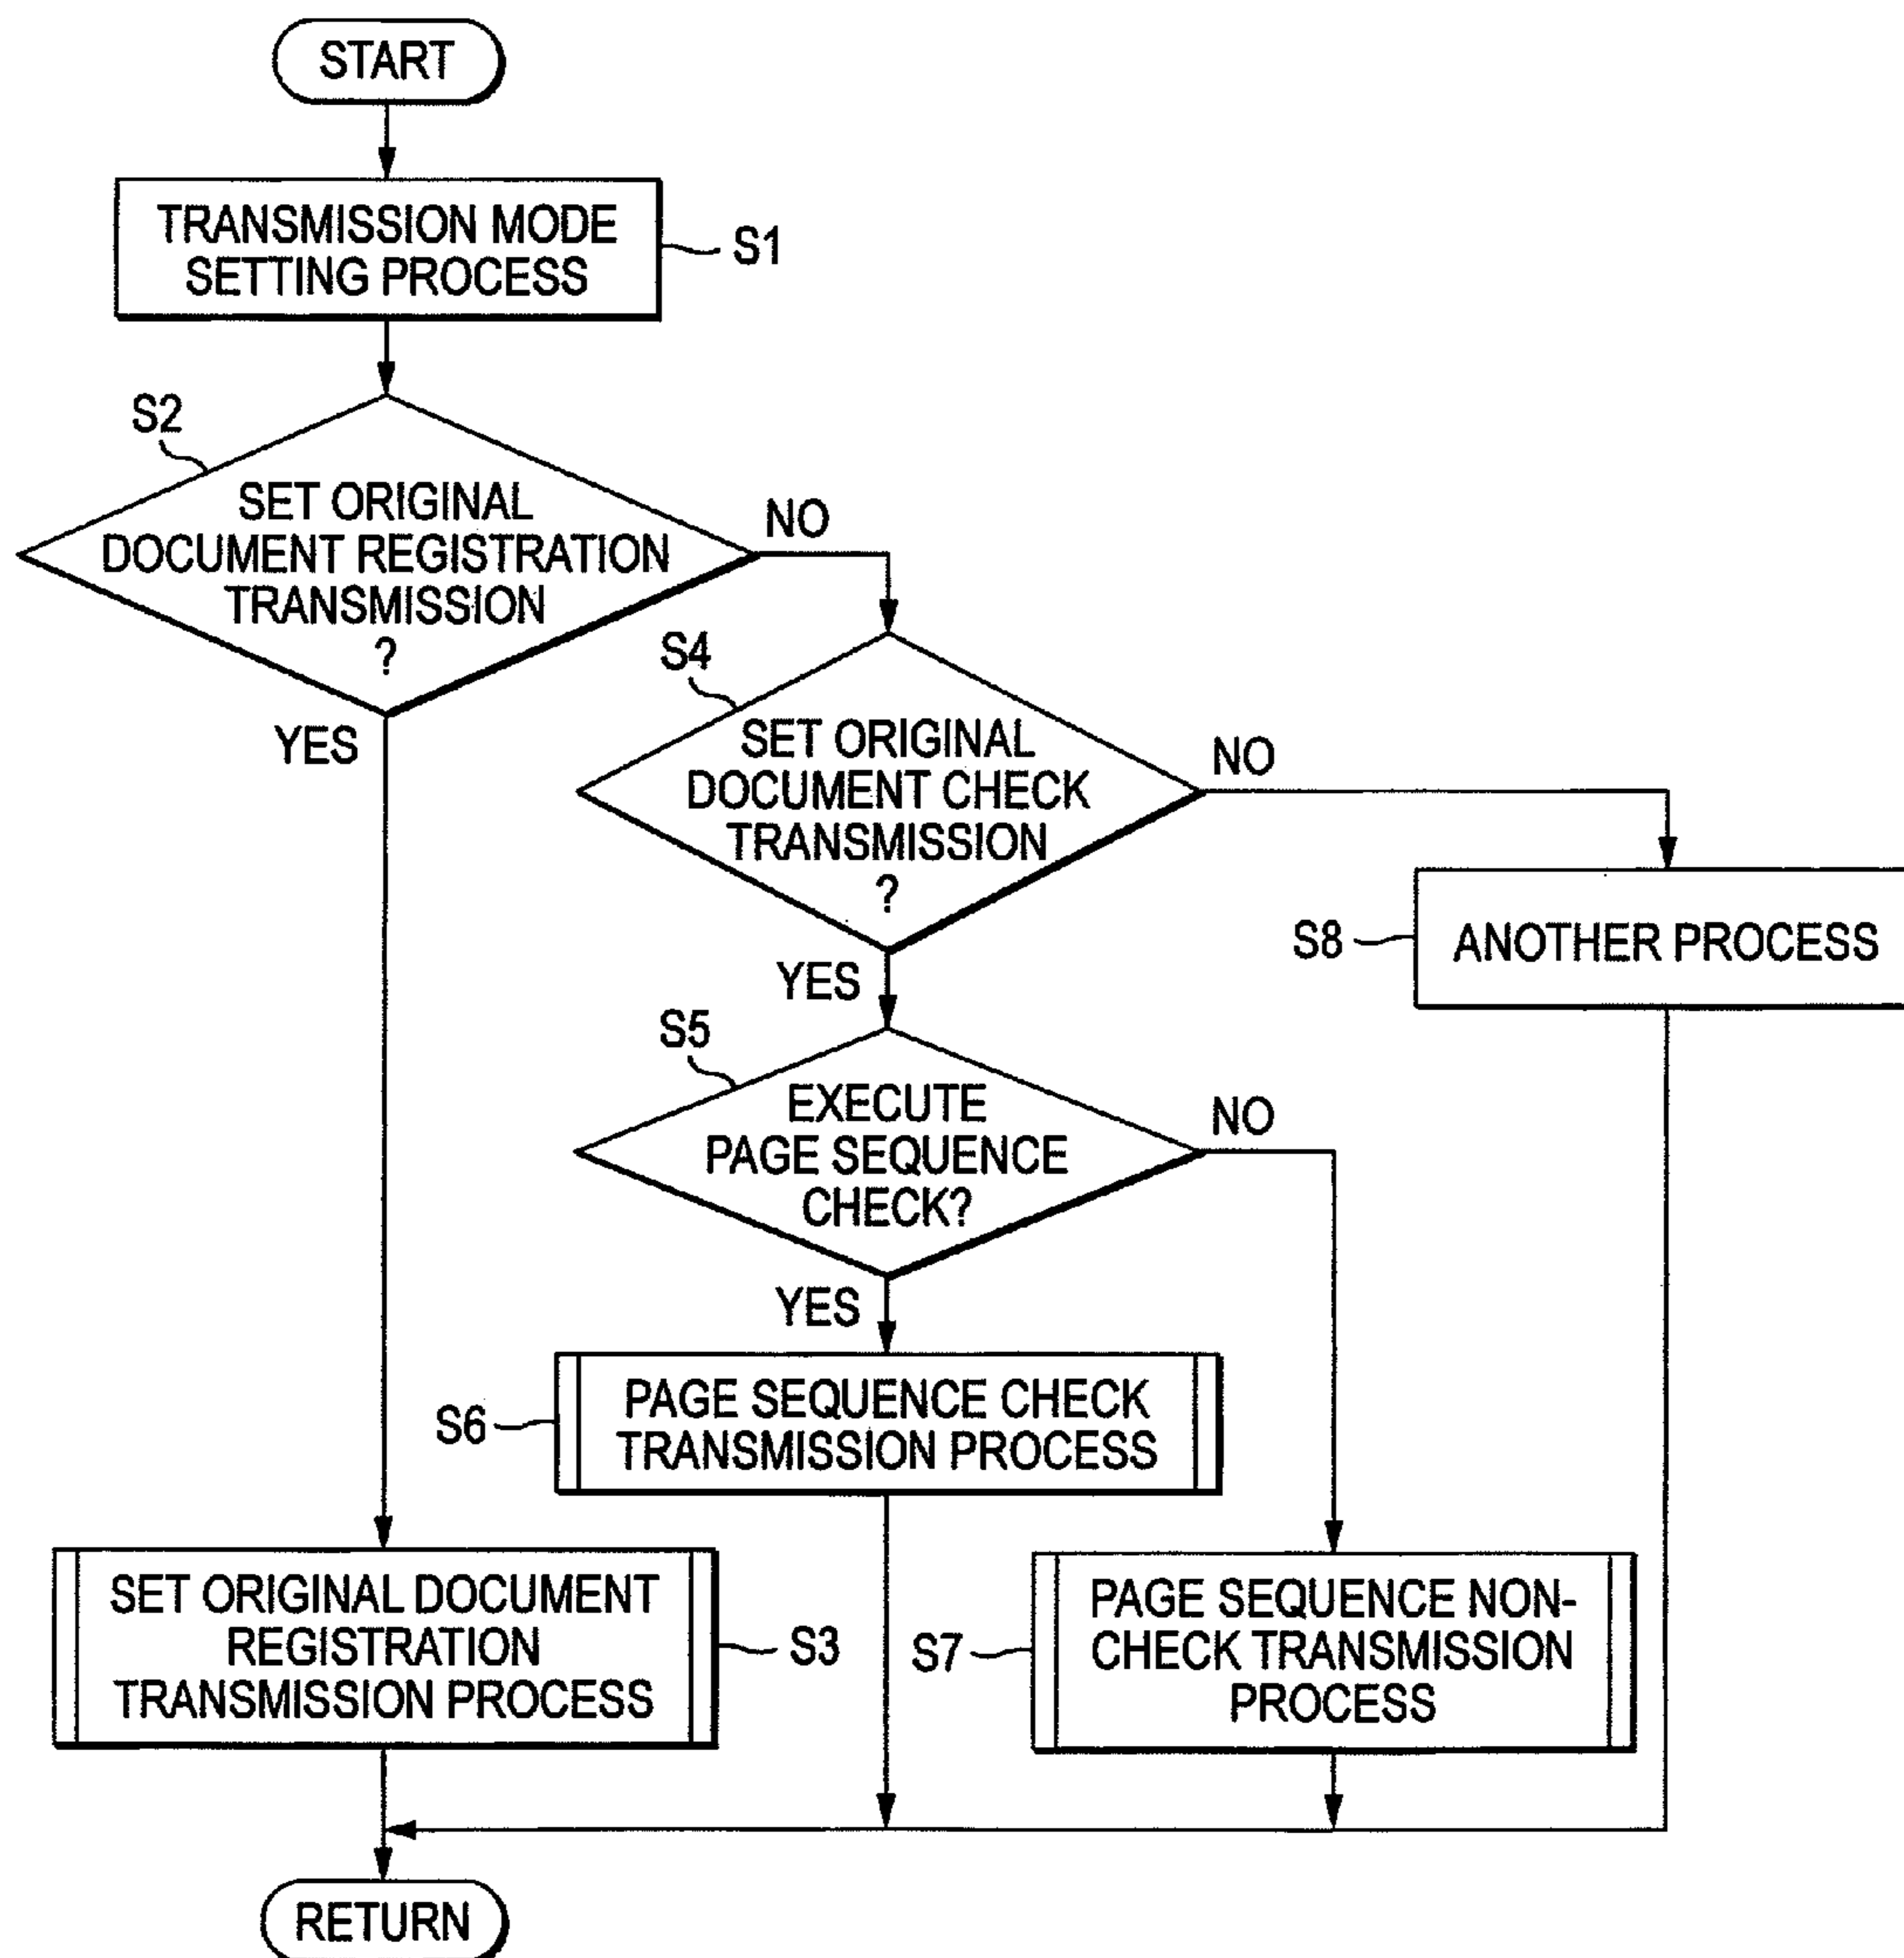 START
TRANSMISSION MODE
SETTING PROCESS
S1
S2
SET ORIGINAL
DOCUMENT REGISTRATION
TRANSMISSION
?
NO
YES
S4
SET ORIGINAL
DOCUMENT CHECK
TRANSMISSION
?
NO
YES
S8
ANOTHER PROCESS
S5
EXECUTE
PAGE SEQUENCE
CHECK?
NO
YES
S6
PAGE SEQUENCE CHECK
TRANSMISSION PROCESS
SET ORIGINAL DOCUMENT
REGISTRATION
TRANSMISSION PROCESS
S3
S7
PAGE SEQUENCE NON-
CHECK TRANSMISSION
PROCESS
RETURN